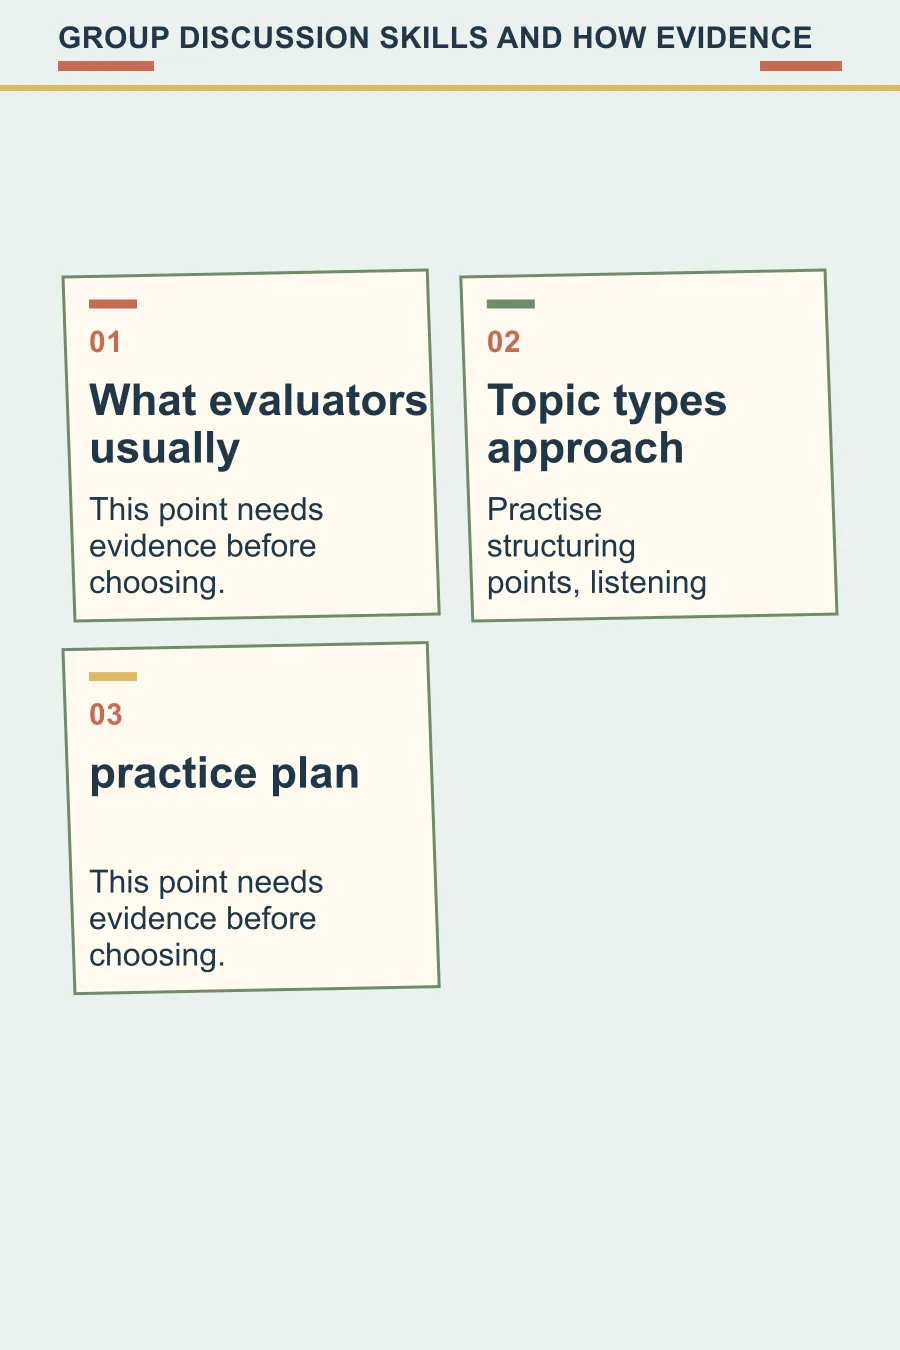 GROUP DISCUSSION SKILLS AND HOW EVIDENCE
01
What evaluators
usually
This point needs
evidence before
choosing.
02
Topic types
approach
Practise
structuring
points, listening
03
practice plan
This point needs
evidence before
choosing.